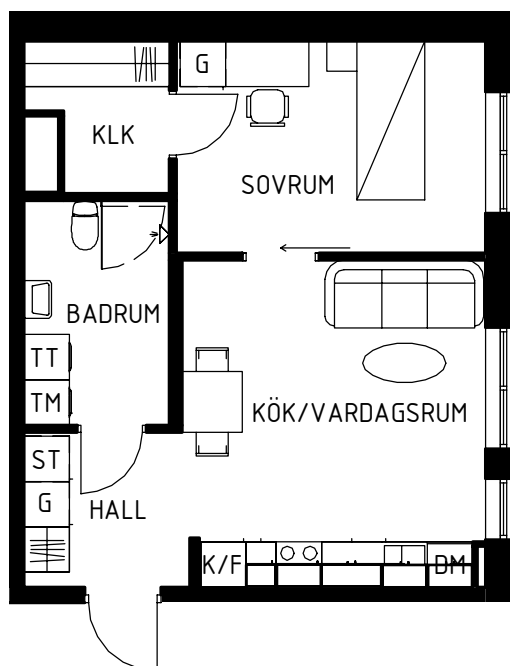 G
KLK
SOVRUM
BADRUM
TT
TM
KÖK/VARDAGSRUM
ST
G
HALL
K/F
DM